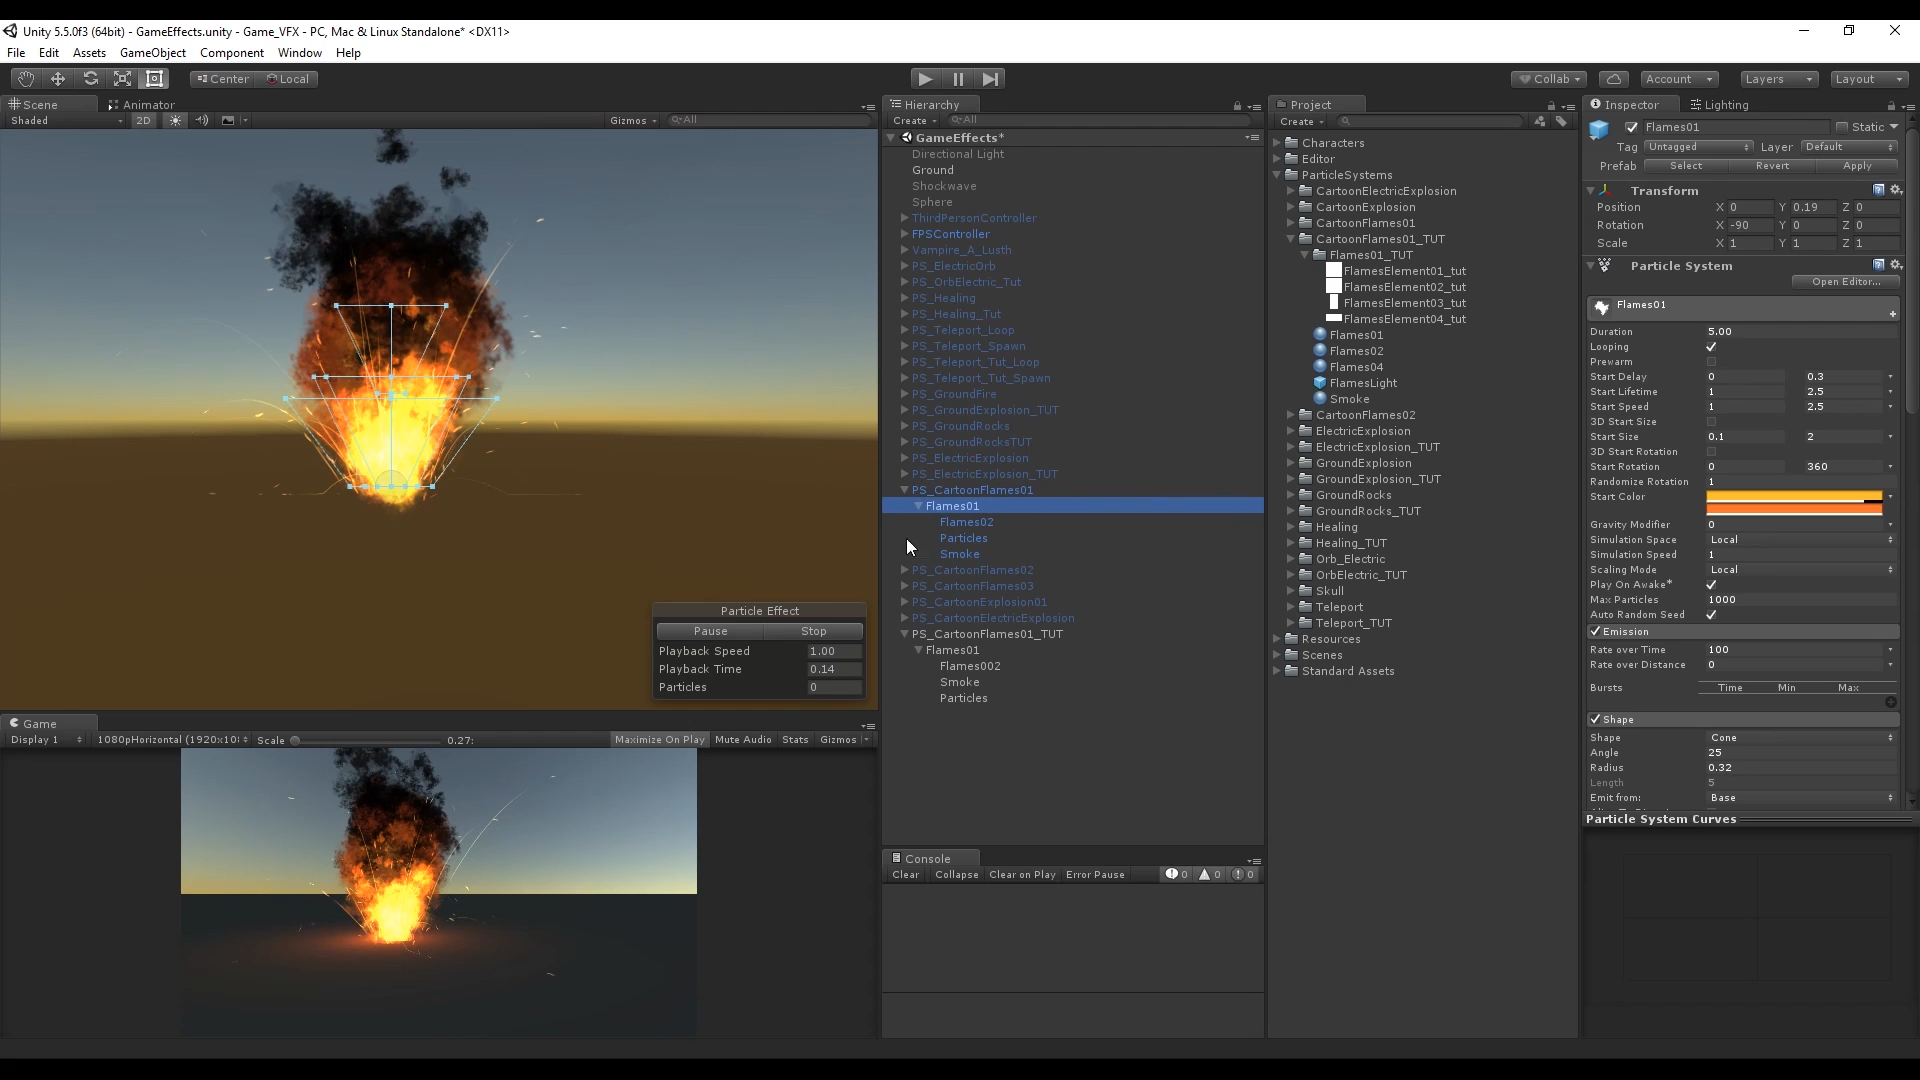 Unity 5.5.0f3 (64bit) - GameEffects.unity - Game_VFX - PC, Mac & Linux Standalone* <DX11>
File Edit Assets GameObject Component Window Help
Center Local
Collab Account Layers Layout
Scene Animator
Shaded 2D Gizmos All
Hierarchy
Create All
GameEffects*
Directional Light
Ground
Shockwave
Sphere
ThirdPersonController
FPSController
Vampire_A_Lusth
PS_ElectricOrb
PS_OrbElectric_Tut
PS_Healing
PS_Healing_Tut
PS_Teleport_Loop
PS_Teleport_Spawn
PS_Teleport_Tut_Loop
PS_Teleport_Tut_Spawn
PS_GroundFire
PS_GroundExplosion_TUT
PS_GroundRocks
PS_GroundRocksTUT
PS_ElectricExplosion
PS_ElectricExplosion_TUT
PS_CartoonFlames01
Flames01
Flames02
Particles
Smoke
PS_CartoonFlames02
PS_CartoonFlames03
PS_CartoonExplosion01
PS_CartoonElectricExplosion
PS_CartoonFlames01_TUT
Flames01
Flames002
Smoke
Particles
Particle Effect
Pause Stop
Playback Speed 1.00
Playback Time 0.14
Particles 0
Game
Display 1 1080pHorizontal (1920x10 Scale 0.27: Maximize On Play Mute Audio Stats Gizmos
Console
Clear Collapse Clear on Play Error Pause 0 0 0
Project
Create
Characters
Editor
ParticleSystems
CartoonElectricExplosion
CartoonExplosion
CartoonFlames01
CartoonFlames01_TUT
Flames01_TUT
FlamesElement01_tut
FlamesElement02_tut
FlamesElement03_tut
FlamesElement04_tut
Flames01
Flames02
Flames04
FlamesLight
Smoke
CartoonFlames02
ElectricExplosion
ElectricExplosion_TUT
GroundExplosion
GroundExplosion_TUT
GroundRocks
GroundRocks_TUT
Healing
Healing_TUT
Orb_Electric
OrbElectric_TUT
Skull
Teleport
Teleport_TUT
Resources
Scenes
Standard Assets
Inspector Lighting
Flames01 Static
Tag Untagged Layer Default
Prefab Select Revert Apply
Transform
Position X 0 Y 0.19 Z 0
Rotation X -90 Y 0 Z 0
Scale X 1 Y 1 Z 1
Particle System
Open Editor...
Flames01
Duration 5.00
Looping
Prewarm
Start Delay 0 0.3
Start Lifetime 1 2.5
Start Speed 1 2.5
3D Start Size
Start Size 0.1 2
3D Start Rotation
Start Rotation 0 360
Randomize Rotation 1
Start Color
Gravity Modifier 0
Simulation Space Local
Simulation Speed 1
Scaling Mode Local
Play On Awake*
Max Particles 1000
Auto Random Seed
Emission
Rate over Time 100
Rate over Distance 0
Bursts Time Min Max
Shape
Shape Cone
Angle 25
Radius 0.32
Length 5
Emit from: Base
Particle System Curves